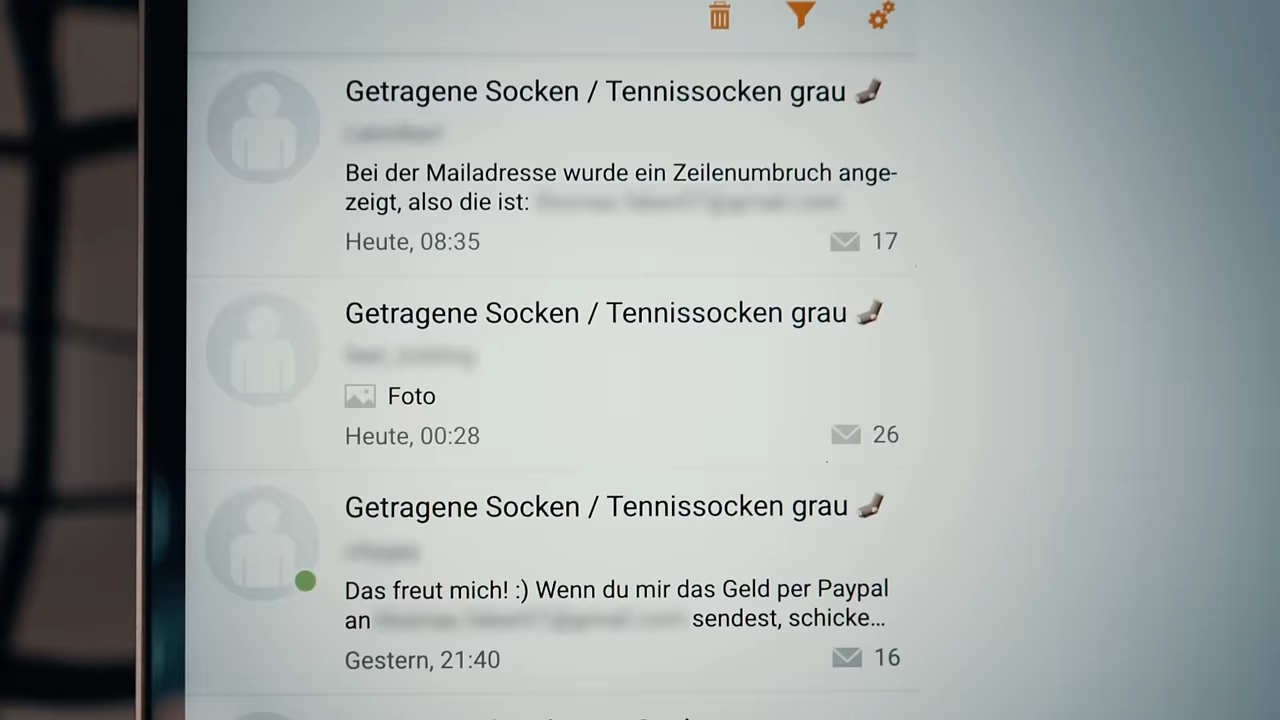 Getragene Socken / Tennissocken grau
Bei der Mailadresse wurde ein Zeilenumbruch ange-
zeigt, also die ist:
Heute, 08:35
17
Getragene Socken / Tennissocken grau
Foto
Heute, 00:28
26
Getragene Socken / Tennissocken grau
Das freut mich! :) Wenn du mir das Geld per Paypal
an sendest, schicke...
Gestern, 21:40
16